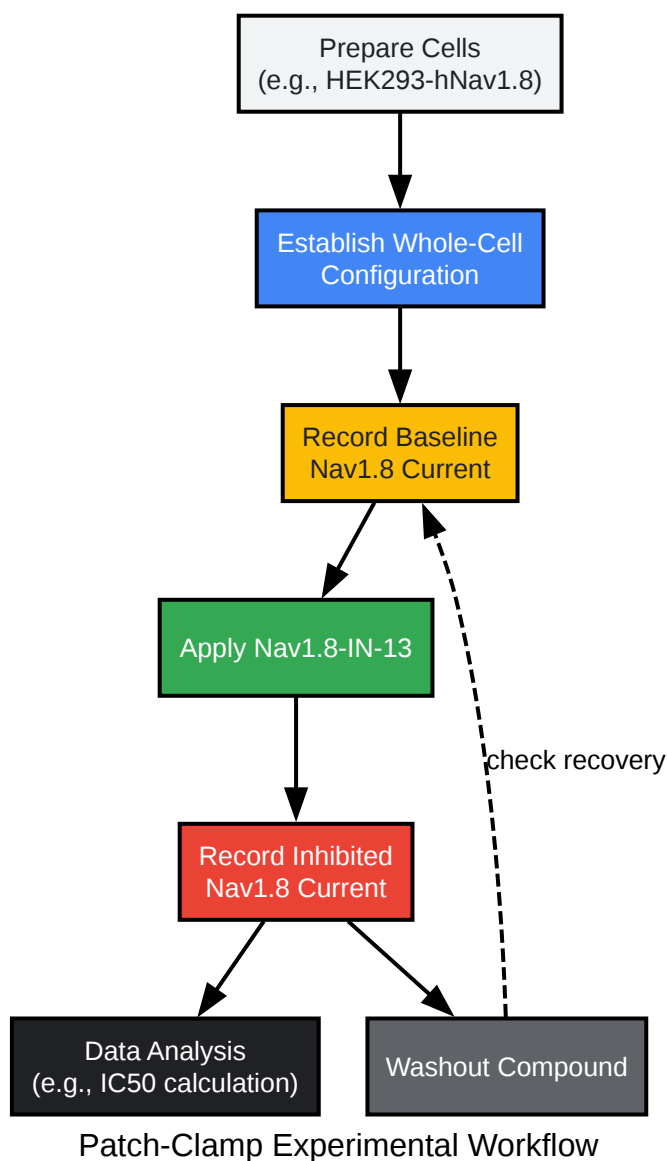 Prepare Cells
(e.g., HEK293-hNav1.8)
Establish Whole-Cell
Configuration
Record Baseline
Nav1.8 Current
Apply Nav1.8-IN-13
check recovery
Record Inhibited
Nav1.8 Current
Data Analysis
(e.g., IC50 calculation)
Washout Compound
Patch-Clamp Experimental Workflow